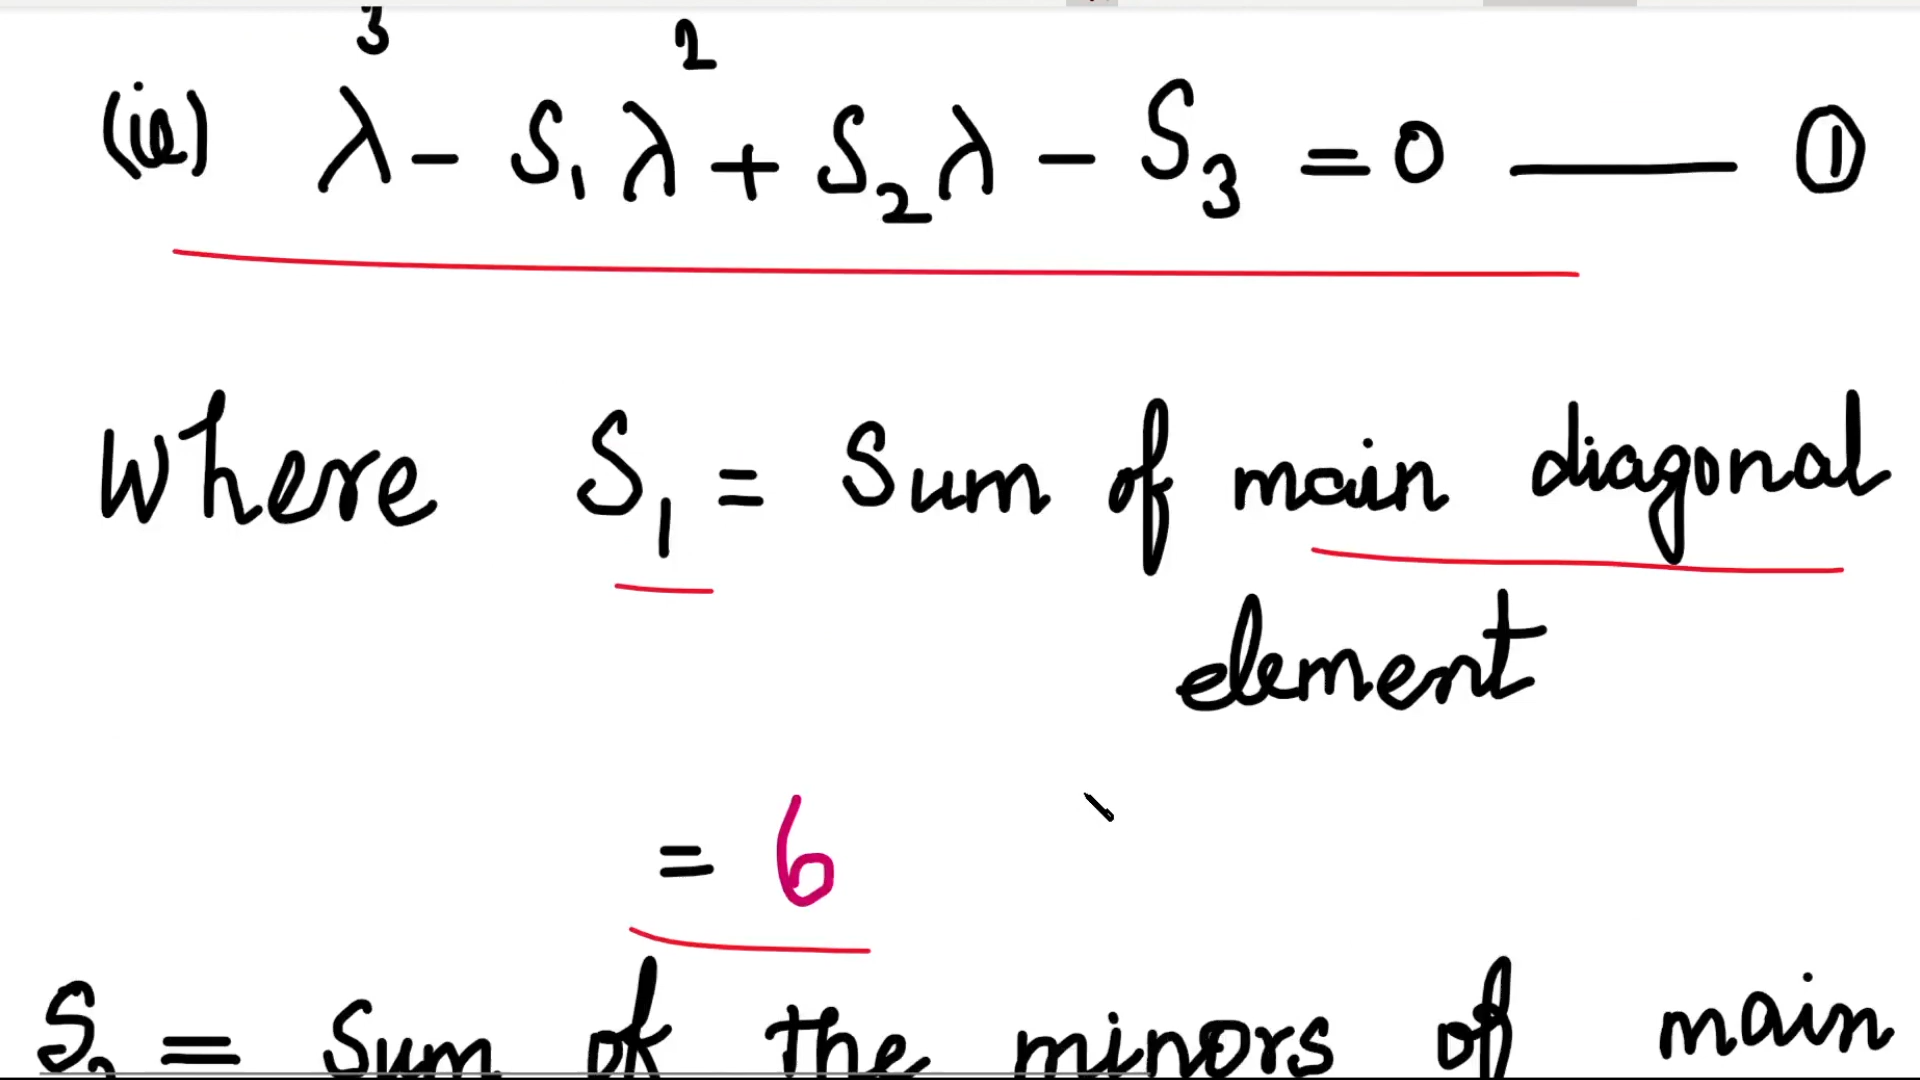 (ie) λ³ - S₁λ² + S₂λ - S₃ = 0 —— ①
Where S₁ = Sum of main diagonal
element
= 6
S₂ = Sum of the minors of main